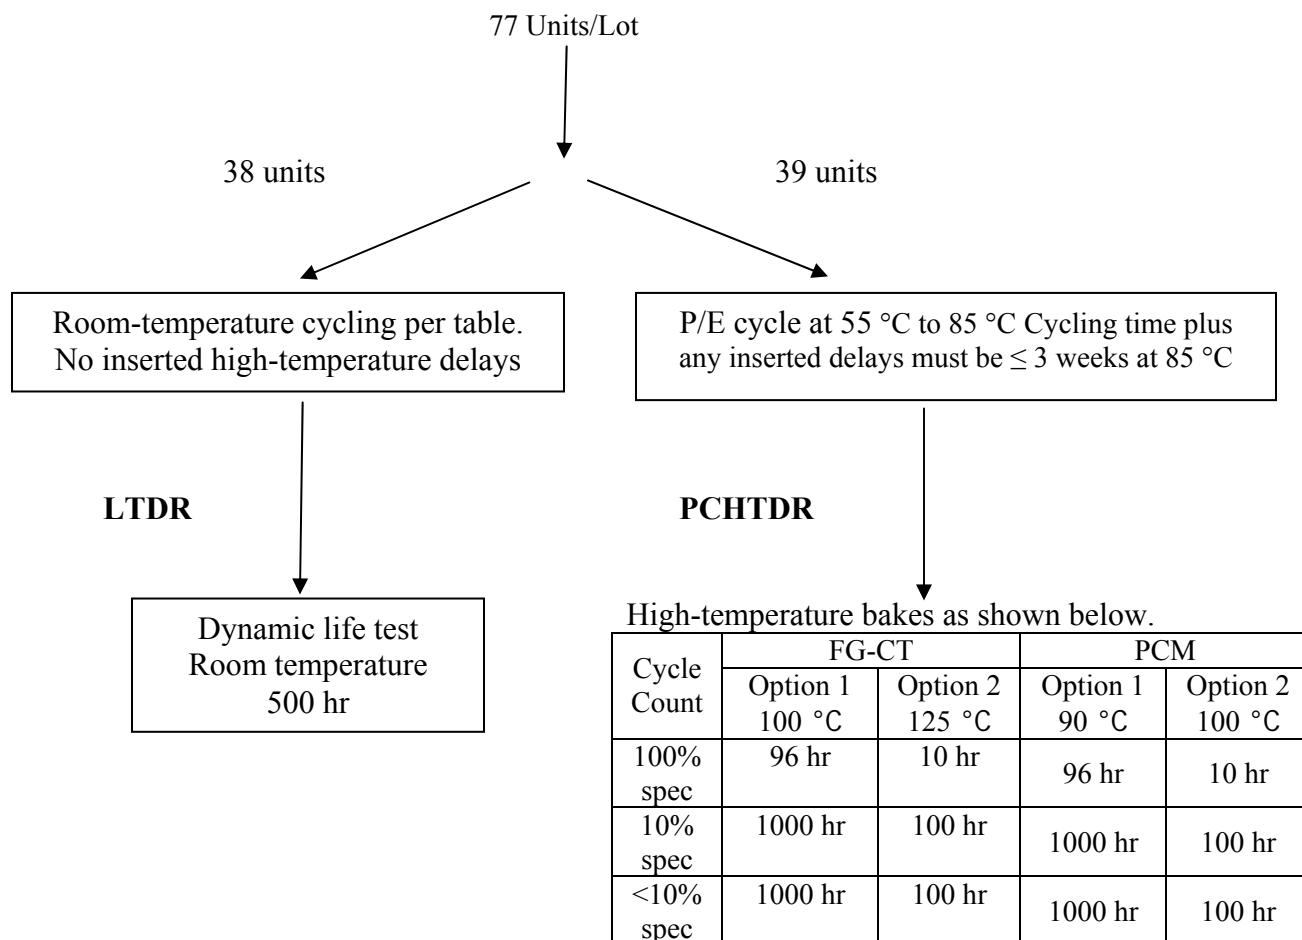 77 Units/Lot
38 units
39 units
Room-temperature cycling per table.
No inserted high-temperature delays
P/E cycle at 55 °C to 85 °C Cycling time plus
any inserted delays must be ≤ 3 weeks at 85 °C
LTDR
PCHTDR
Dynamic life test
Room temperature
500 hr
High-temperature bakes as shown below.
Cycle
Count
FG-CT
PCM
Option 1
100 °C
Option 2
125 °C
Option 1
90 °C
Option 2
100 °C
100%
spec
96 hr
10 hr
96 hr
10 hr
10%
spec
1000 hr
100 hr
1000 hr
100 hr
<10%
spec
1000 hr
100 hr
1000 hr
100 hr